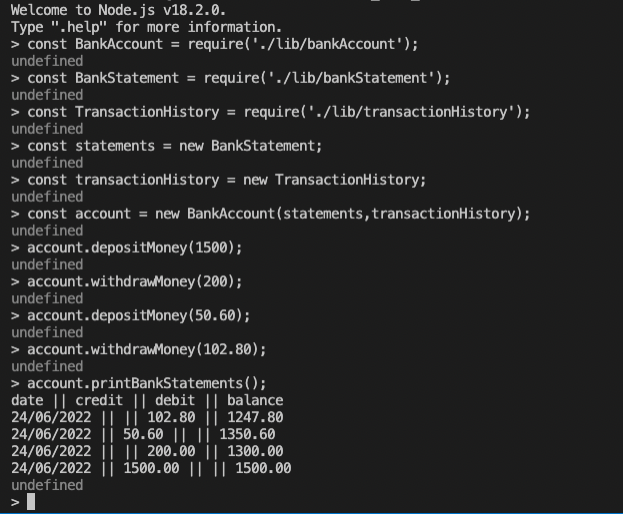 Welcome to Node.js v18.2.0.
Type ".help" for more information.
> const BankAccount = require('./lib/bankAccount');
undefined
> const BankStatement = require('./lib/bankStatement');
undefined
> const TransactionHistory = require('./lib/transactionHistory');
undefined
> const statements = new BankStatement;
undefined
> const transactionHistory = new TransactionHistory;
undefined
> const account = new BankAccount(statements,transactionHistory);
undefined
> account.depositMoney(1500);
undefined
> account.withdrawMoney(200);
undefined
> account.depositMoney(50.60);
undefined
> account.withdrawMoney(102.80);
undefined
> account.printBankStatements();
date || credit || debit || balance
24/06/2022 || || 102.80 || 1247.80
24/06/2022 || 50.60 || || 1350.60
24/06/2022 || || 200.00 || 1300.00
24/06/2022 || 1500.00 || || 1500.00
undefined
>